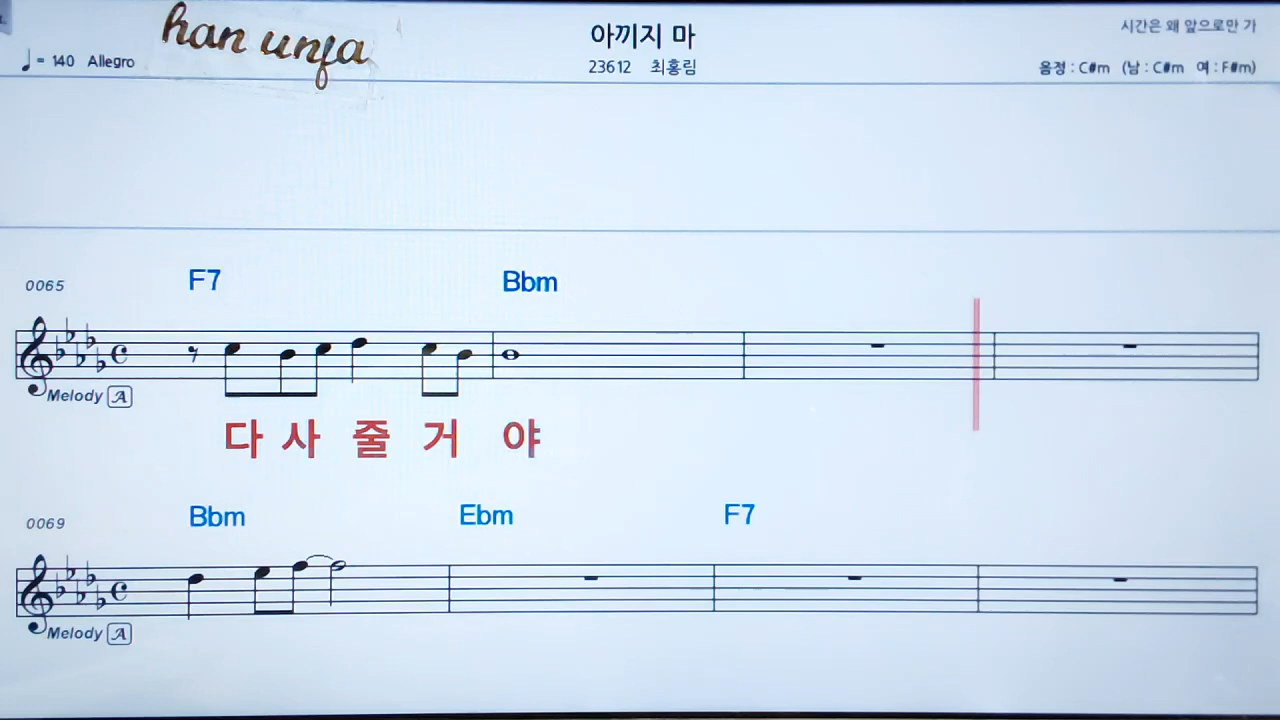 han unja
아끼지 마
시간은 왜 앞으로만 가
♩ = 140 Allegro
23612 최홍림
음정 : C#m (남 : C#m 여 : F#m)
0065
F7 Bbm
Melody A
다 사 줄 거 야
0069
Bbm Ebm F7
Melody A